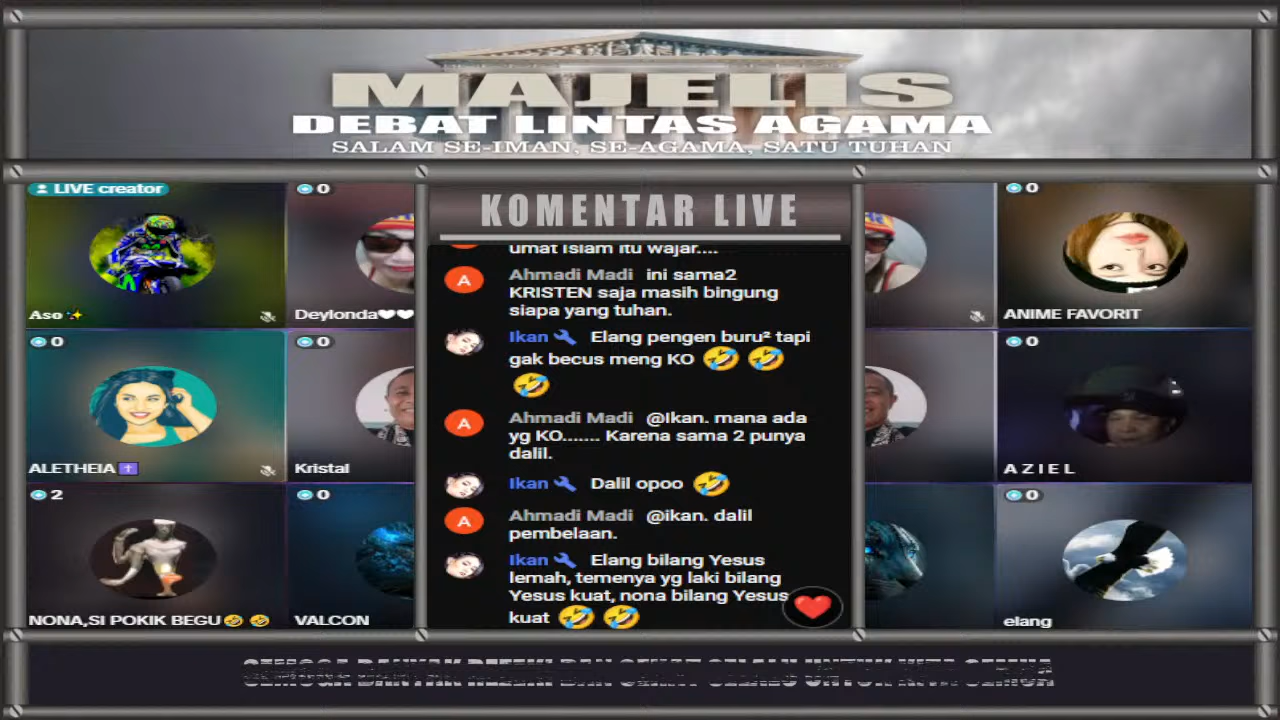 MAJELIS
DEBAT LINTAS AGAMA
SALAM SE-IMAN, SE-AGAMA, SATU TUHAN
LIVE creator
0
KOMENTAR LIVE
0
Aso
Deylonda
ANIME FAVORIT
0
0
0
ALETHEIA
Kristal
A Z I E L
2
0
0
NONA,SI POKIK BEGU
VALCON
elang
umat Islam itu wajar....
Ahmadi Madi ini sama2
KRISTEN saja masih bingung
siapa yang tuhan.
Ikan Elang pengen buru² tapi
gak becus meng KO 🤣 🤣
🤣
Ahmadi Madi @Ikan. mana ada
yg KO....... Karena sama 2 punya
dalil.
Ikan Dalil opoo 🤣
Ahmadi Madi @ikan. dalil
pembelaan.
Ikan Elang bilang Yesus
lemah, temenya yg laki bilang
Yesus kuat, nona bilang Yesus
kuat 🤣 🤣